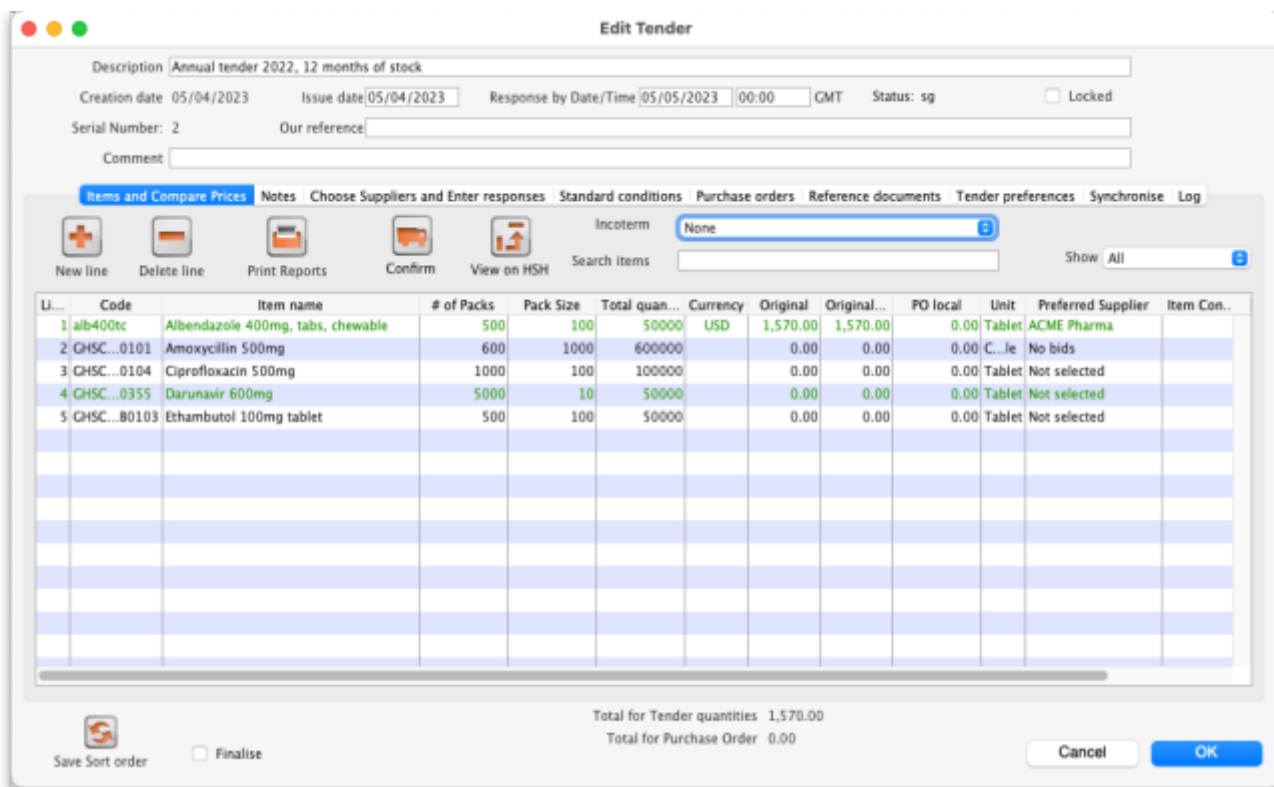 Edit Tender
Description Annual tender 2022, 12 months of stock
Creation date 05/04/2023 Issue date 05/04/2023 Response by Date/Time 05/05/2023 00:00 GMT Status: sg Locked
Serial Number: 2 Our reference
Comment
Items and Compare Prices Notes Choose Suppliers and Enter responses Standard conditions Purchase orders Reference documents Tender preferences Synchronise Log
Incoterm None
New line Delete line Print Reports Confirm View on HSH Search items Show All
Li... Code Item name # of Packs Pack Size Total quan... Currency Original Original... PO local Unit Preferred Supplier Item Con..
1 alb400tc Albendazole 400mg, tabs, chewable 500 100 50000 USD 1,570.00 1,570.00 0.00 Tablet ACME Pharma
2 GHSC...0101 Amoxycillin 500mg 600 1000 600000 0.00 0.00 0.00 C...le No bids
3 GHSC...0104 Ciprofloxacin 500mg 1000 100 100000 0.00 0.00 0.00 Tablet Not selected
4 GHSC...0355 Darunavir 600mg 5000 10 50000 0.00 0.00 0.00 Tablet Not selected
5 GHSC...80103 Ethambutol 100mg tablet 500 100 50000 0.00 0.00 0.00 Tablet Not selected
Total for Tender quantities 1,570.00
Total for Purchase Order 0.00
Save Sort order Finalise Cancel OK